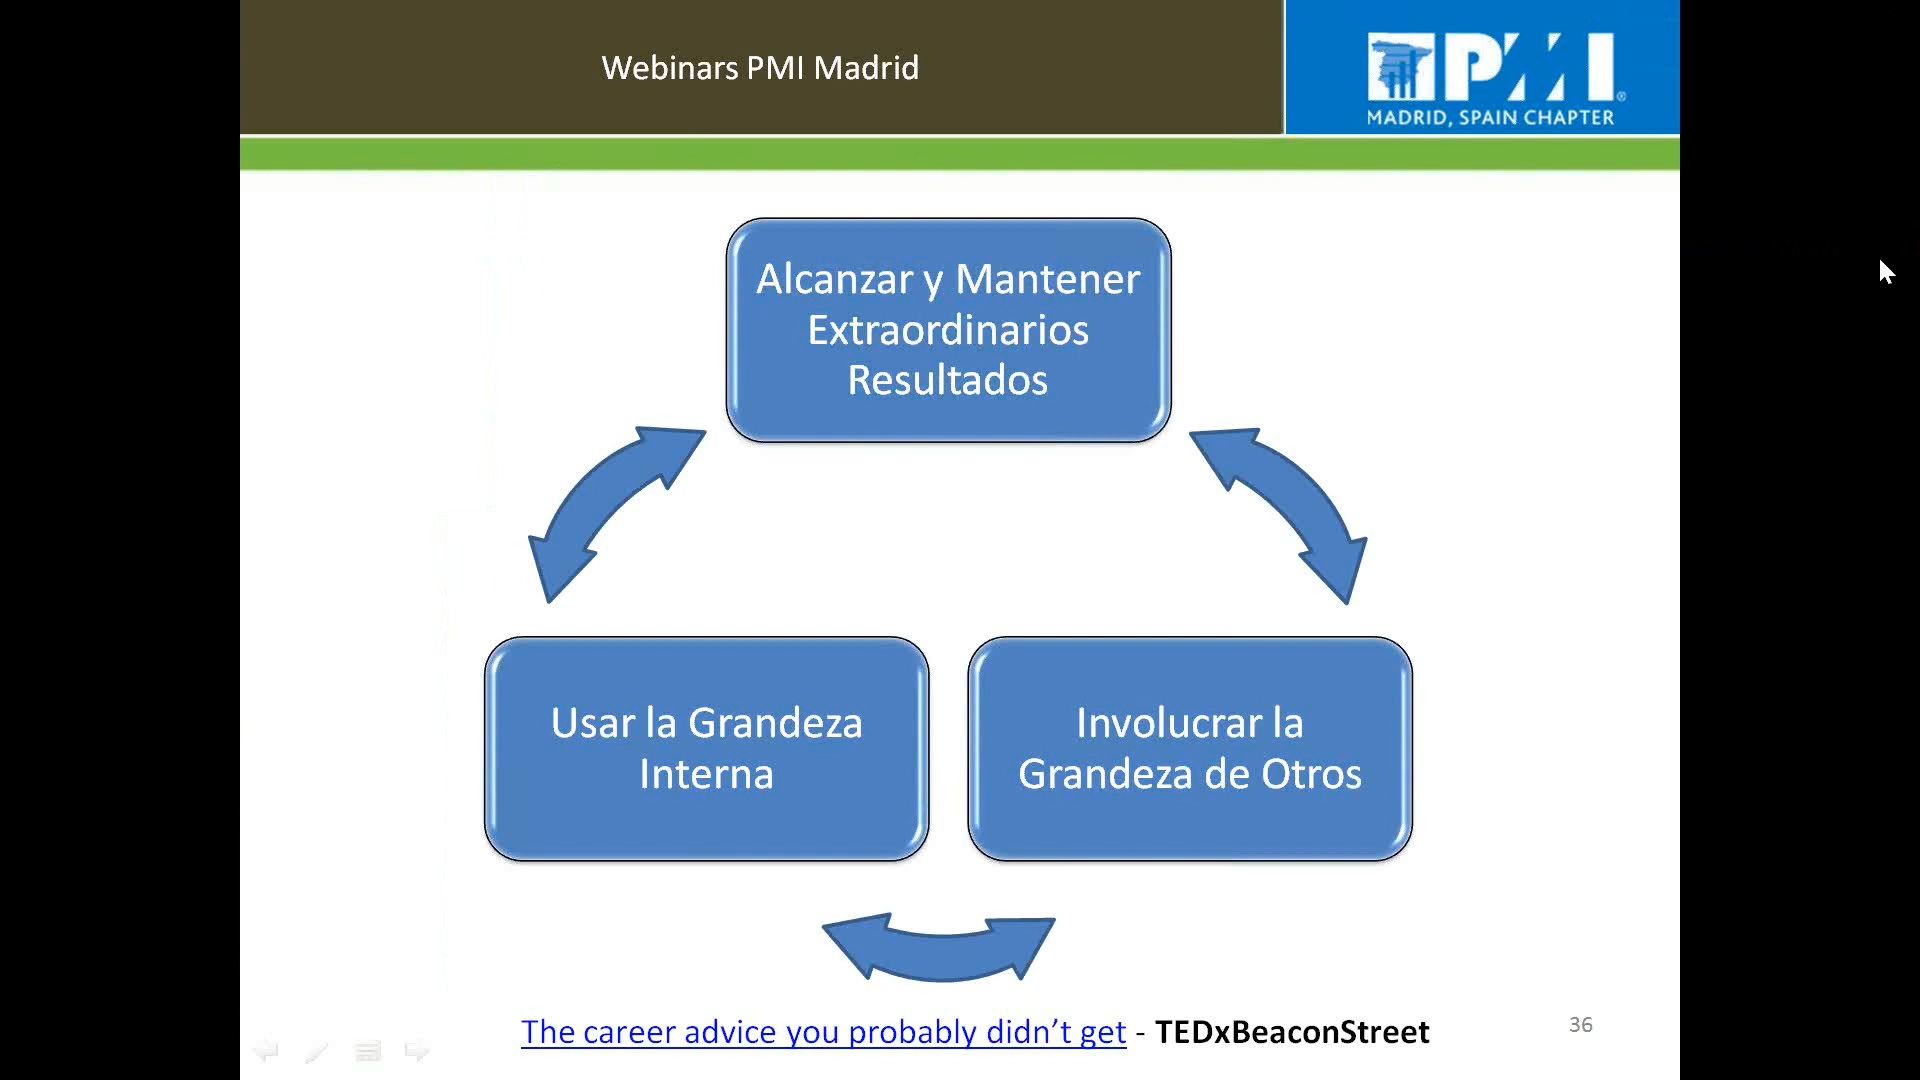 Webinars PMI Madrid
PMI®
MADRID, SPAIN CHAPTER
Alcanzar y Mantener
Extraordinarios
Resultados
Usar la Grandeza
Interna
Involucrar la
Grandeza de Otros
The career advice you probably didn’t get - TEDxBeaconStreet
36